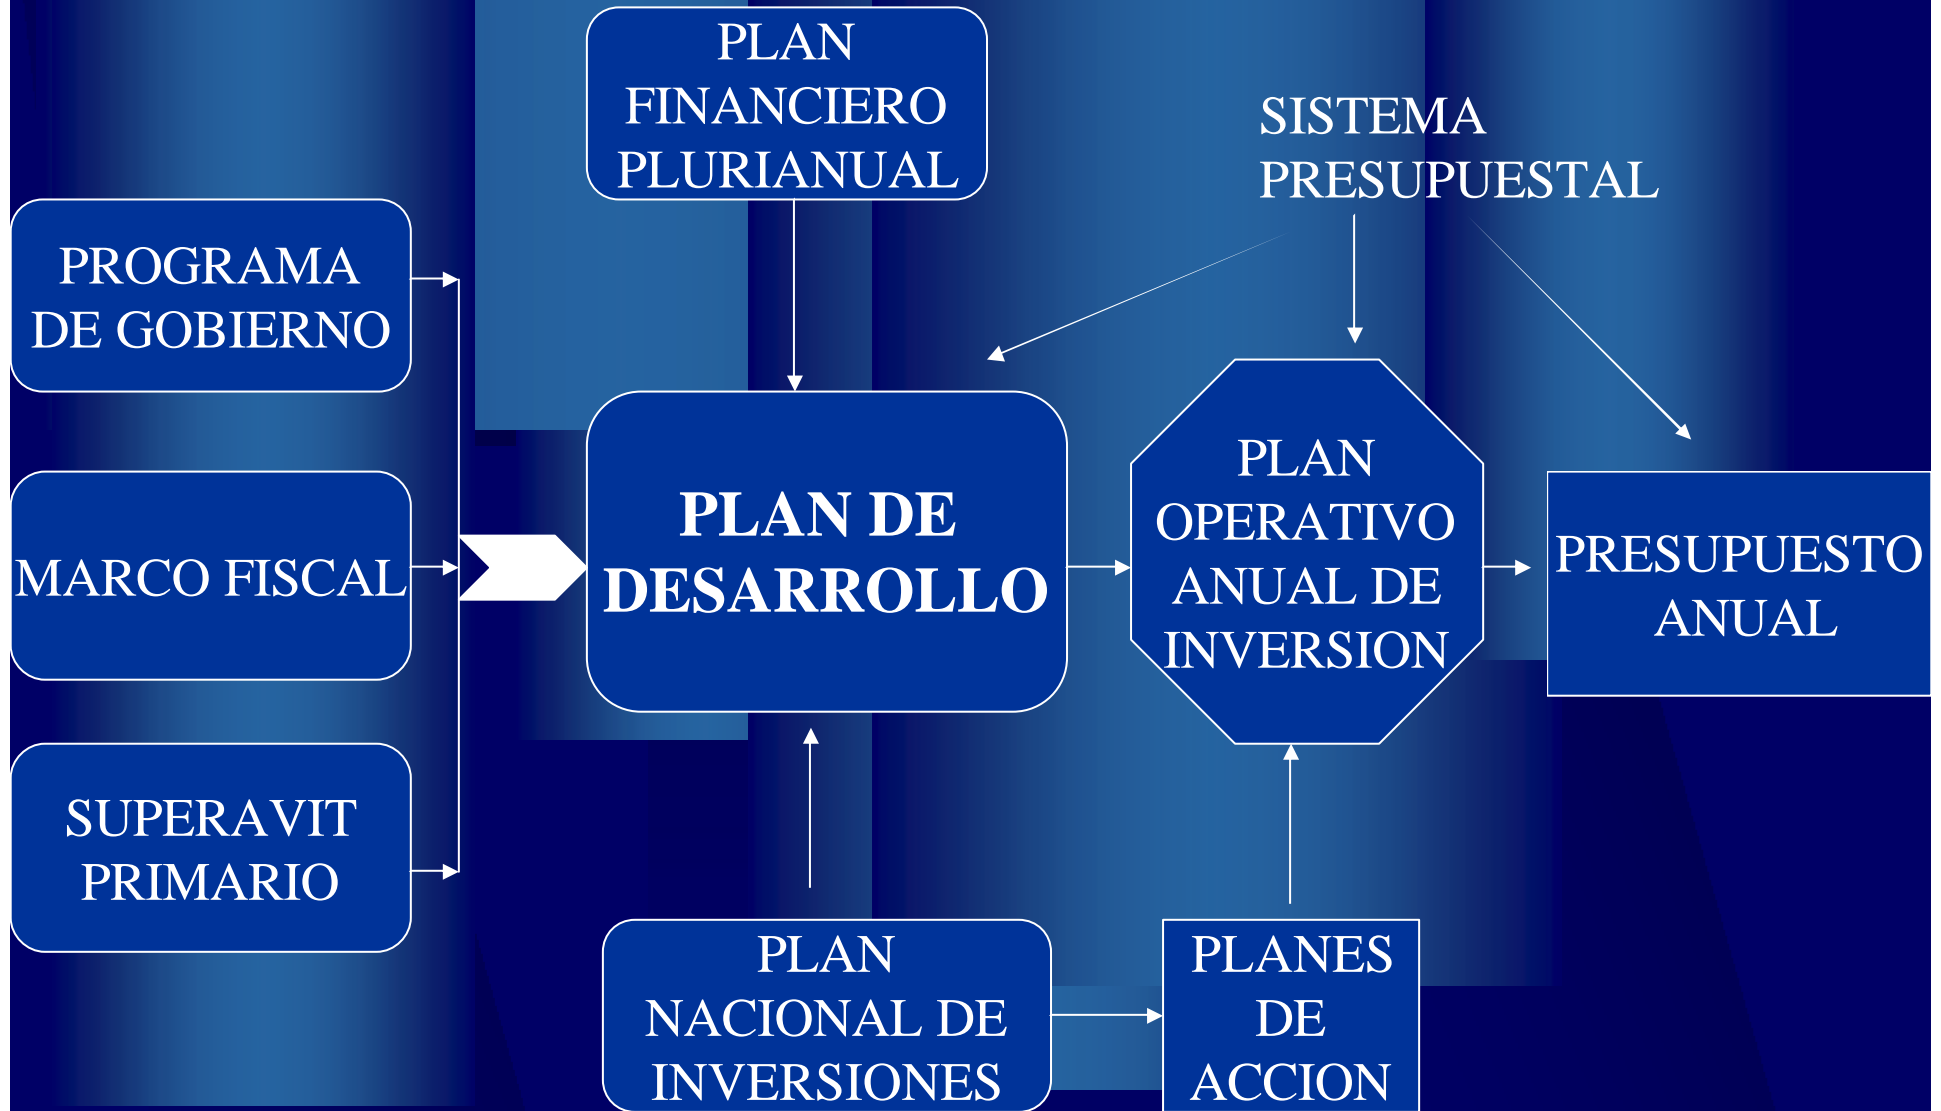 PLAN
FINANCIERO
PLURIANUAL
SISTEMA
PRESUPUESTAL
PROGRAMA
DE GOBIERNO
MARCO FISCAL
SUPERAVIT
PRIMARIO
PLAN DE
DESARROLLO
PLAN
OPERATIVO
ANUAL DE
INVERSION
PRESUPUESTO
ANUAL
PLAN
NACIONAL DE
INVERSIONES
PLANES
DE
ACCION